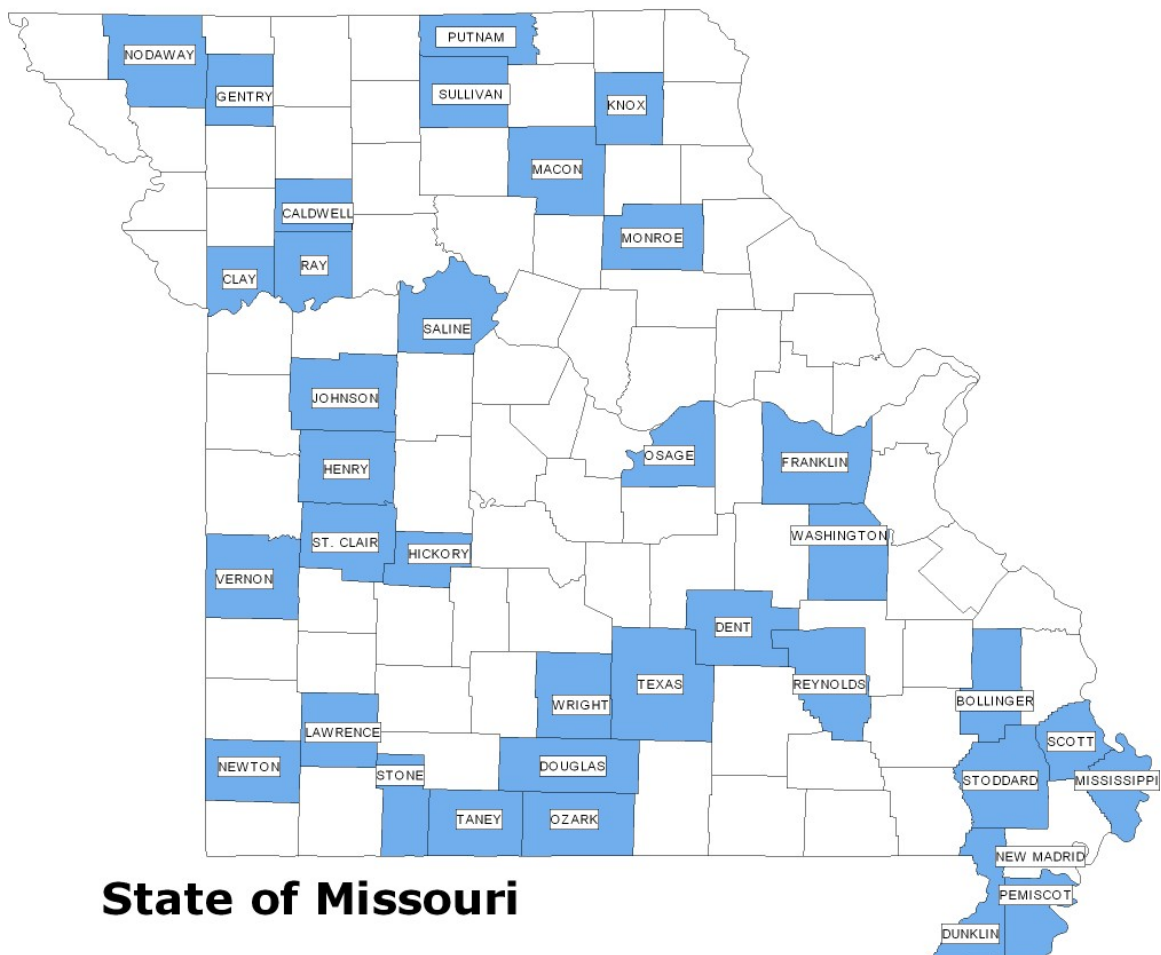 PUTNAM
NODAWAY
GENTRY
SULLIVAN
KNOX
MACON
CALDWELL
MONROE
RAY
CLAY
SALINE
JOHNSON
OSAGE
FRANKLIN
HENRY
WASHINGTON
ST. CLAIR
HICKORY
VERNON
DENT
TEXAS
REYNOLDS
BOLLINGER
WRIGHT
LAWRENCE
SCOTT
NEWTON
DOUGLAS
STONE
STODDARD
MISSISSIPPI
TANEY
OZARK
NEW MADRID
PEMISCOT
State of Missouri
DUNKLIN